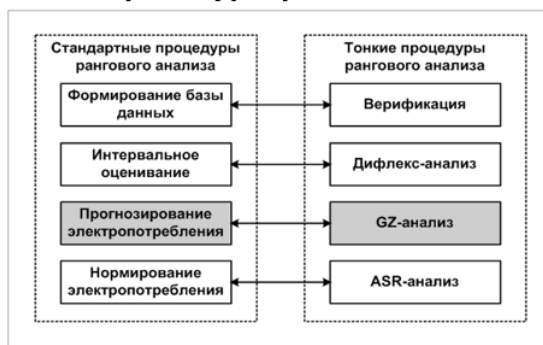 Стандартные процедуры
рангового анализа
Формирование базы
данных
Интервальное
оценивание
Прогнозирование
электропотребления
Нормирование
электропотребления
Тонкие процедуры
рангового анализа
Верификация
Дифлекс-анализ
GZ-анализ
ASR-анализ